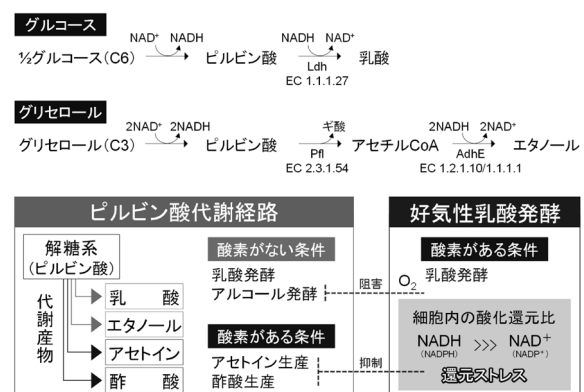 グルコース
NAD⁺ NADH NADH NAD⁺
½グルコース(C6) ピルビン酸 乳酸
Ldh
EC 1.1.1.27
グリセロール
2NAD⁺ 2NADH ギ酸 2NADH 2NAD⁺
グリセロール(C3) ピルビン酸 アセチルCoA エタノール
Pfl AdhE
EC 2.3.1.54 EC 1.2.1.10/1.1.1.1
ピルビン酸代謝経路
解糖系
(ピルビン酸)
代謝産物
乳 酸
エタノール
アセトイン
酢 酸
酸素がない条件
乳酸発酵
アルコール発酵
酸素がある条件
アセトイン生産
酢酸生産
阻害
抑制
好気性乳酸発酵
酸素がある条件
O₂ 乳酸発酵
細胞内の酸化還元比
NADH >>> NAD⁺
(NADPH) (NADP⁺)
還元ストレス